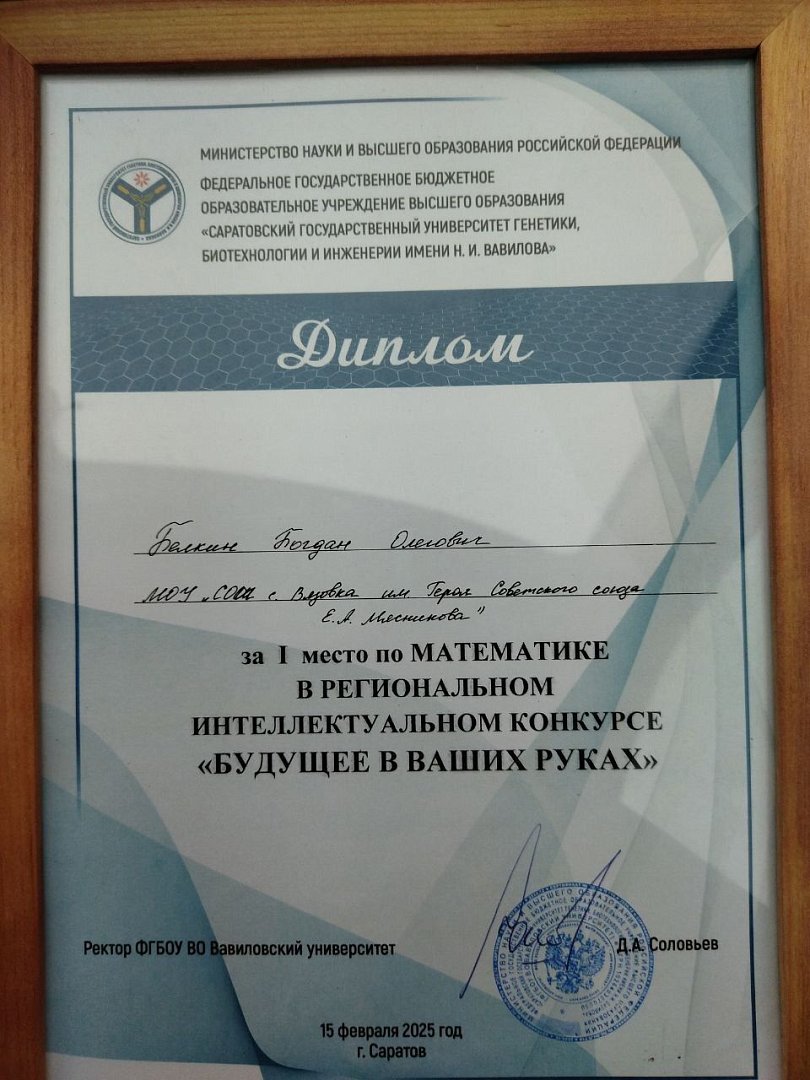 МИНИСТЕРСТВО НАУКИ И ВЫСШЕГО ОБРАЗОВАНИЯ РОССИЙСКОЙ ФЕДЕРАЦИИ
ФЕДЕРАЛЬНОЕ ГОСУДАРСТВЕННОЕ БЮДЖЕТНОЕ
ОБРАЗОВАТЕЛЬНОЕ УЧРЕЖДЕНИЕ ВЫСШЕГО ОБРАЗОВАНИЯ
«САРАТОВСКИЙ ГОСУДАРСТВЕННЫЙ УНИВЕРСИТЕТ ГЕНЕТИКИ,
БИОТЕХНОЛОГИИ И ИНЖЕНЕРИИ ИМЕНИ Н. И. ВАВИЛОВА»
Диплом
Белкин Богдан Олегович
МОУ „СОШ с. Вязовка им Героя Советского союза
Е.А. Мясникова"
за I место по МАТЕМАТИКЕ
В РЕГИОНАЛЬНОМ
ИНТЕЛЛЕКТУАЛЬНОМ КОНКУРСЕ
«БУДУЩЕЕ В ВАШИХ РУКАХ»
Ректор ФГБОУ ВО Вавиловский университет
Д.А. Соловьев
15 февраля 2025 год
г. Саратов